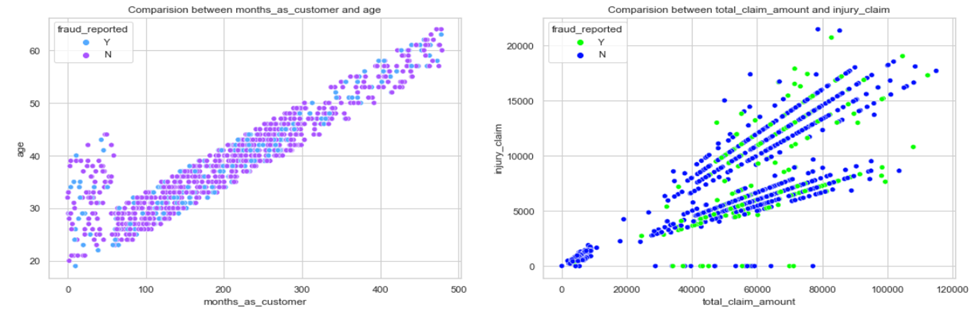 Comparision between months_as_customer and age
fraud_reported
Y
N
60
50
40
30
20
age
0
100
200
300
400
500
months_as_customer
Comparision between total_claim_amount and injury_claim
fraud_reported
Y
N
20000
15000
10000
5000
0
injury_claim
0
20000
40000
60000
80000
100000
120000
total_claim_amount